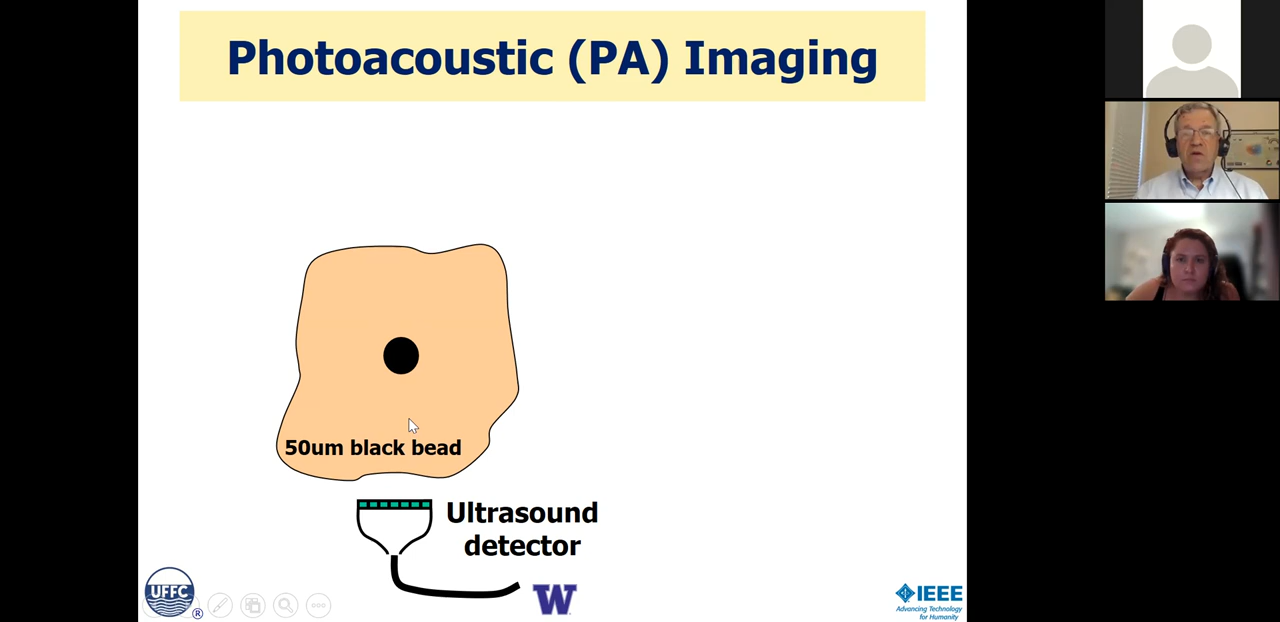 Photoacoustic (PA) Imaging
50um black bead
Ultrasound
detector
UFFC
®
W
IEEE
Advancing Technology
for Humanity